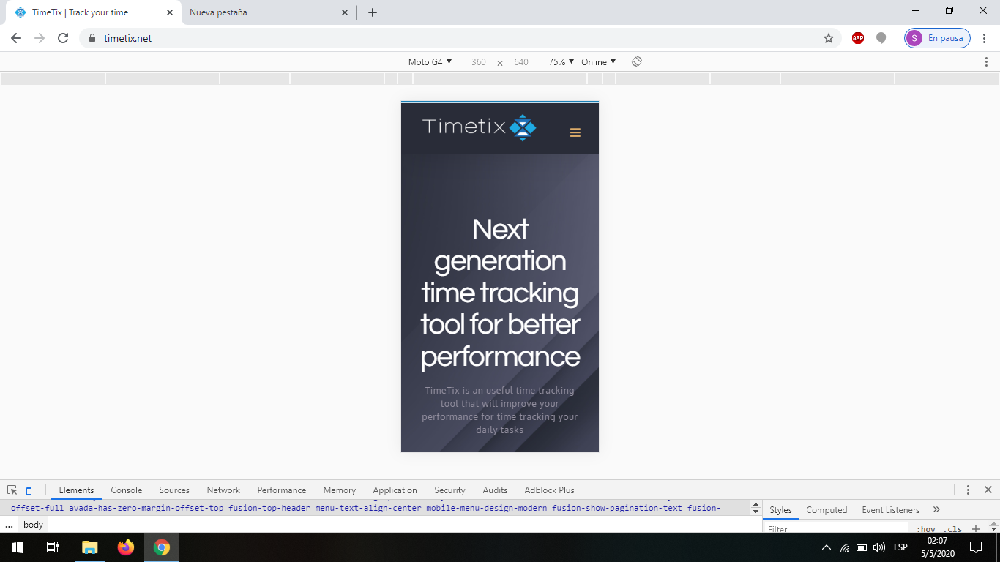 TimeTix | Track your time
Nueva pestaña
timetix.net
ABP
S
En pausa
Moto G4 ▼ 360 × 640 75% ▼ Online ▼
Timetix
Next
generation
time tracking
tool for better
performance
TimeTix is an useful time tracking
tool that will improve your
performance for time tracking your
daily tasks
Elements Console Sources Network Performance Memory Application Security Audits Adblock Plus
offset-full avada-has-zero-margin-offset-top fusion-top-header menu-text-align-center mobile-menu-design-modern fusion-show-pagination-text fusion-
... body
Styles Computed Event Listeners »
Filter :hov .cls +
ESP
02:07
5/5/2020